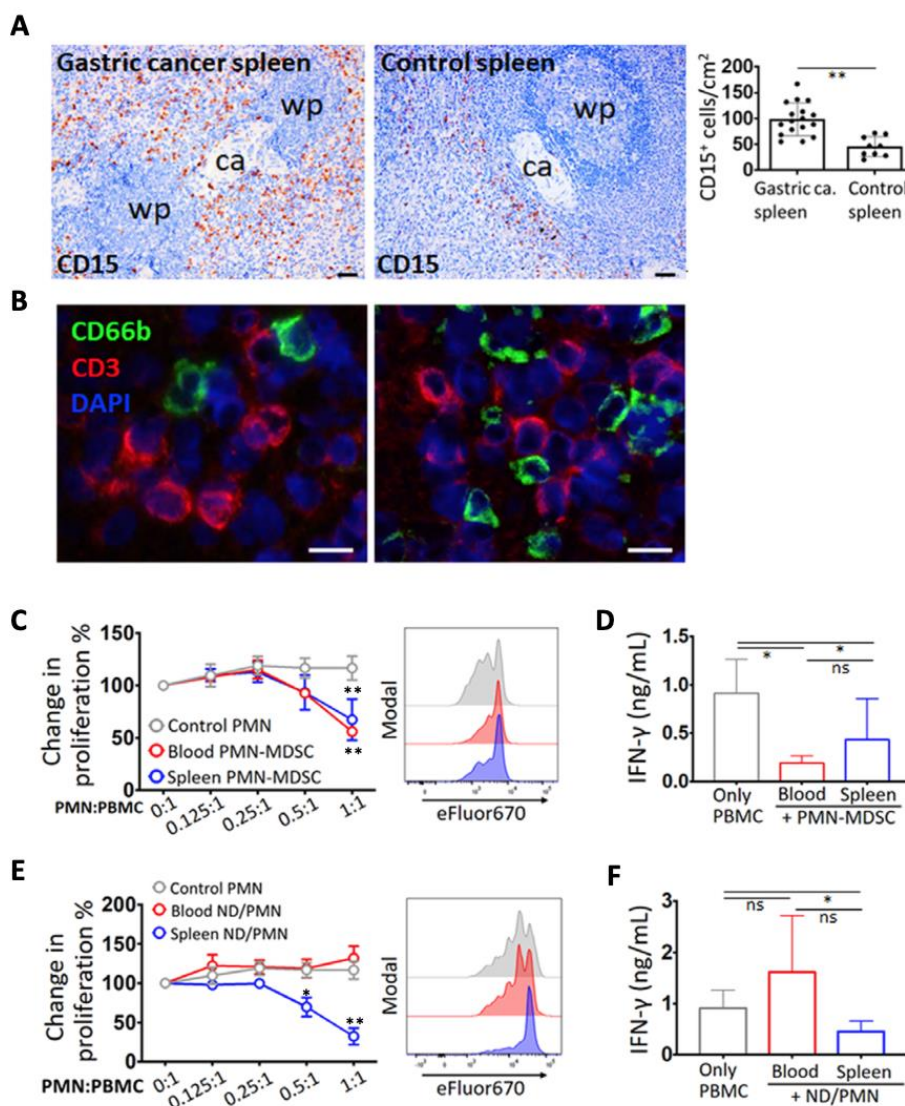 A
Gastric cancer spleen
wp
ca
wp
CD15
Control spleen
wp
ca
CD15
CD15+ cells/cm²
200
150
100
50
0
**
Gastric ca.
spleen
Control
spleen
B
CD66b
CD3
DAPI
C
Change in
proliferation %
150
100
50
0
**
**
Control PMN
Blood PMN-MDSC
Spleen PMN-MDSC
PMN:PBMC
0:1
0.125:1
0.25:1
0.5:1
1:1
Modal
eFluor670
D
IFN-γ (ng/mL)
1.5
1.0
0.5
0.0
*
*
ns
Only
PBMC
Blood
Spleen
+ PMN-MDSC
E
Change in
proliferation %
200
150
100
50
0
Control PMN
Blood ND/PMN
Spleen ND/PMN
*
**
PMN:PBMC
0:1
0.125:1
0.25:1
0.5:1
1:1
Modal
eFluor670
F
IFN-γ (ng/mL)
3
2
1
0
ns
*
ns
Only
PBMC
Blood
Spleen
+ ND/PMN